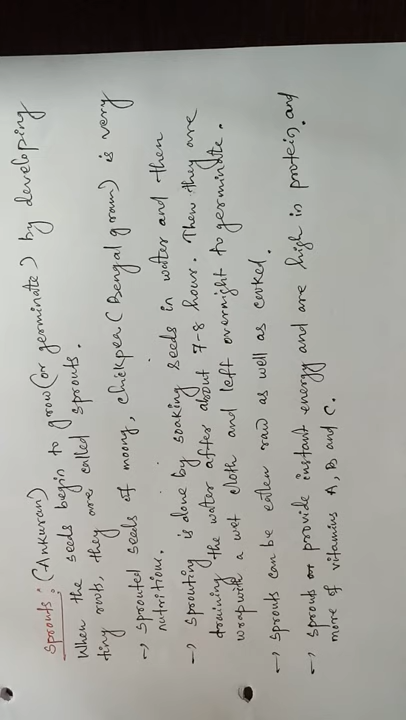 Sprouts: (Ankuran)
When the seeds begin to grow (or germinate) by developing
tiny roots, they are called sprouts.
→ sprouted seeds of moong, chickpea (Bengal gram) is very
nutritious.
→ sprouting is done by soaking seeds in water and then
draining the water after about 7-8 hour. Then they are
wrap with a wet cloth and left overnight to germinate.
→ sprouts can be eaten raw as well as cooked.
→ sprouts provide instant energy and are high in protein, and
more of vitamins A, B and C.